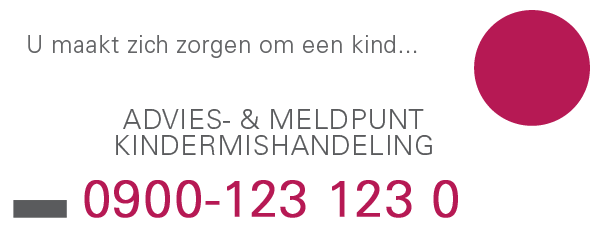 U maakt zich zorgen om een kind...
ADVIES- & MELDPUNT
KINDERMISHANDELING
0900-123 123 0